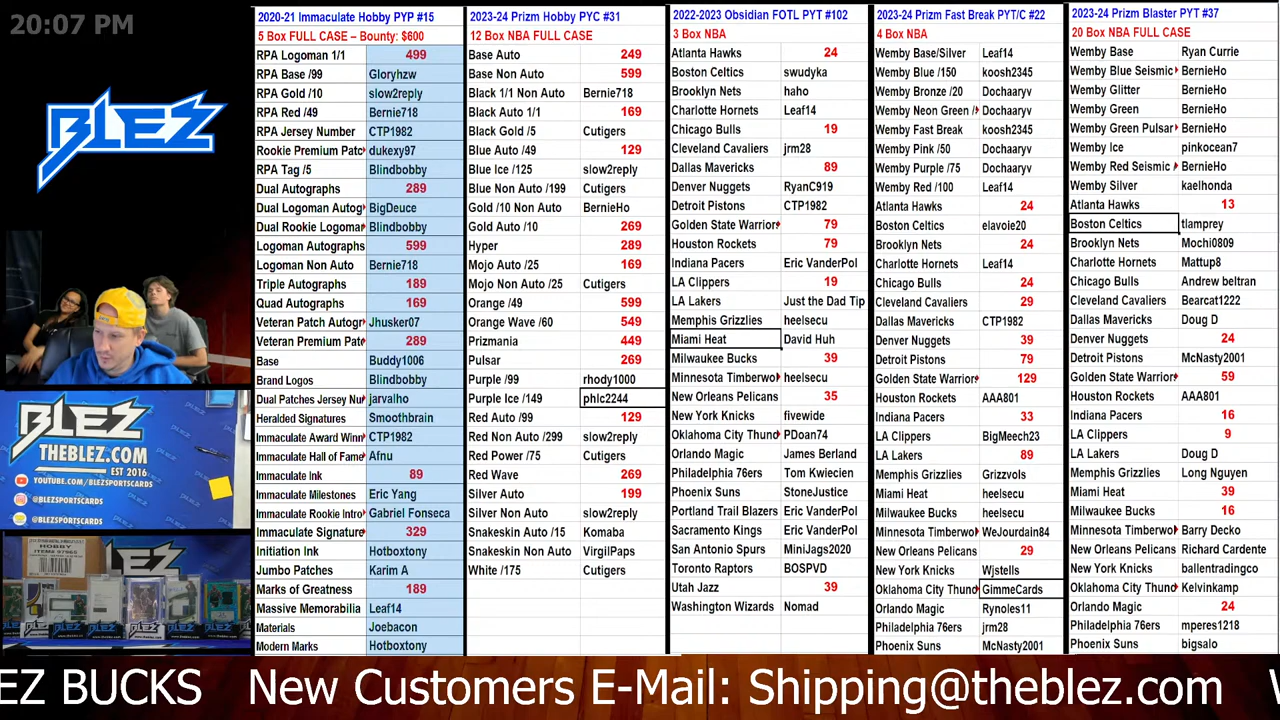 20:07 PM
BLEZ
BLEZ
THEBLEZ.COM
EST 2016
YOUTUBE.COM/BLEZSPORTSCARDS
@BLEZSPORTSCARDS
@BLEZSPORTSCARDS
HOBBY
2020-21 Immaculate Hobby PYP #15
5 Box FULL CASE – Bounty: $600
RPA Logoman 1/1 499
RPA Base /99 Gloryhzw
RPA Gold /10 slow2reply
RPA Red /49 Bernie718
RPA Jersey Number CTP1982
Rookie Premium Patc dukexy97
RPA Tag /5 Blindbobby
Dual Autographs 289
Dual Logoman Autog BigDeuce
Dual Rookie Logoma Blindbobby
Logoman Autographs 599
Logoman Non Auto Bernie718
Triple Autographs 189
Quad Autographs 169
Veteran Patch Autogr Jhusker07
Veteran Premium Pat 289
Base Buddy1006
Brand Logos Blindbobby
Dual Patches Jersey Nu jarvalho
Heralded Signatures Smoothbrain
Immaculate Award Winn CTP1982
Immaculate Hall of Fame Afnu
Immaculate Ink 89
Immaculate Milestones Eric Yang
Immaculate Rookie Intro Gabriel Fonseca
Immaculate Signature 329
Initiation Ink Hotboxtony
Jumbo Patches Karim A
Marks of Greatness 189
Massive Memorabilia Leaf14
Materials Joebacon
Modern Marks Hotboxtony
2023-24 Prizm Hobby PYC #31
12 Box NBA FULL CASE
Base Auto 249
Base Non Auto 599
Black 1/1 Non Auto Bernie718
Black Auto 1/1 169
Black Gold /5 Cutigers
Blue Auto /49 129
Blue Ice /125 slow2reply
Blue Non Auto /199 Cutigers
Gold /10 Non Auto BernieHo
Gold Auto /10 269
Hyper 289
Mojo Auto /25 169
Mojo Non Auto /25 Cutigers
Orange /49 599
Orange Wave /60 549
Prizmania 449
Pulsar 269
Purple /99 rhody1000
Purple Ice /149 phlc2244
Red Auto /99 129
Red Non Auto /299 slow2reply
Red Power /75 Cutigers
Red Wave 269
Silver Auto 199
Silver Non Auto slow2reply
Snakeskin Auto /15 Komaba
Snakeskin Non Auto VirgilPaps
White /175 Cutigers
2022-2023 Obsidian FOTL PYT #102
3 Box NBA
Atlanta Hawks 24
Boston Celtics swudyka
Brooklyn Nets haho
Charlotte Hornets Leaf14
Chicago Bulls 19
Cleveland Cavaliers jrm28
Dallas Mavericks 89
Denver Nuggets RyanC919
Detroit Pistons CTP1982
Golden State Warrior 79
Houston Rockets 79
Indiana Pacers Eric VanderPol
LA Clippers 19
LA Lakers Just the Dad Tip
Memphis Grizzlies heelsecu
Miami Heat David Huh
Milwaukee Bucks 39
Minnesota Timberwo heelsecu
New Orleans Pelicans 35
New York Knicks fivewide
Oklahoma City Thund PDoan74
Orlando Magic James Berland
Philadelphia 76ers Tom Kwiecien
Phoenix Suns StoneJustice
Portland Trail Blazers Eric VanderPol
Sacramento Kings Eric VanderPol
San Antonio Spurs MiniJags2020
Toronto Raptors BOSPVD
Utah Jazz 39
Washington Wizards Nomad
2023-24 Prizm Fast Break PYT/C #22
4 Box NBA
Wemby Base/Silver Leaf14
Wemby Blue /150 koosh2345
Wemby Bronze /20 Dochaaryv
Wemby Neon Green / Dochaaryv
Wemby Fast Break koosh2345
Wemby Pink /50 Dochaaryv
Wemby Purple /75 Dochaaryv
Wemby Red /100 Leaf14
Atlanta Hawks 24
Boston Celtics elavoie20
Brooklyn Nets 24
Charlotte Hornets Leaf14
Chicago Bulls 24
Cleveland Cavaliers 29
Dallas Mavericks CTP1982
Denver Nuggets 39
Detroit Pistons 79
Golden State Warrior 129
Houston Rockets AAA801
Indiana Pacers 33
LA Clippers BigMeech23
LA Lakers 89
Memphis Grizzlies Grizzvols
Miami Heat heelsecu
Milwaukee Bucks heelsecu
Minnesota Timberwo WeJourdain84
New Orleans Pelicans 29
New York Knicks Wjstells
Oklahoma City Thun GimmeCards
Orlando Magic Rynoles11
Philadelphia 76ers jrm28
Phoenix Suns McNasty2001
2023-24 Prizm Blaster PYT #37
20 Box NBA FULL CASE
Wemby Base Ryan Currie
Wemby Blue Seismic BernieHo
Wemby Glitter BernieHo
Wemby Green BernieHo
Wemby Green Pulsar BernieHo
Wemby Ice pinkocean7
Wemby Red Seismic BernieHo
Wemby Silver kaelhonda
Atlanta Hawks 13
Boston Celtics tlamprey
Brooklyn Nets Mochi0809
Charlotte Hornets Mattup8
Chicago Bulls Andrew beltran
Cleveland Cavaliers Bearcat1222
Dallas Mavericks Doug D
Denver Nuggets 24
Detroit Pistons McNasty2001
Golden State Warrior 59
Houston Rockets AAA801
Indiana Pacers 16
LA Clippers 9
LA Lakers Doug D
Memphis Grizzlies Long Nguyen
Miami Heat 39
Milwaukee Bucks 16
Minnesota Timberwo Barry Decko
New Orleans Pelicans Richard Cardente
New York Knicks ballentradingco
Oklahoma City Thun Kelvinkamp
Orlando Magic 24
Philadelphia 76ers mperes1218
Phoenix Suns bigsalo
EZ BUCKS New Customers E-Mail: Shipping@theblez.com